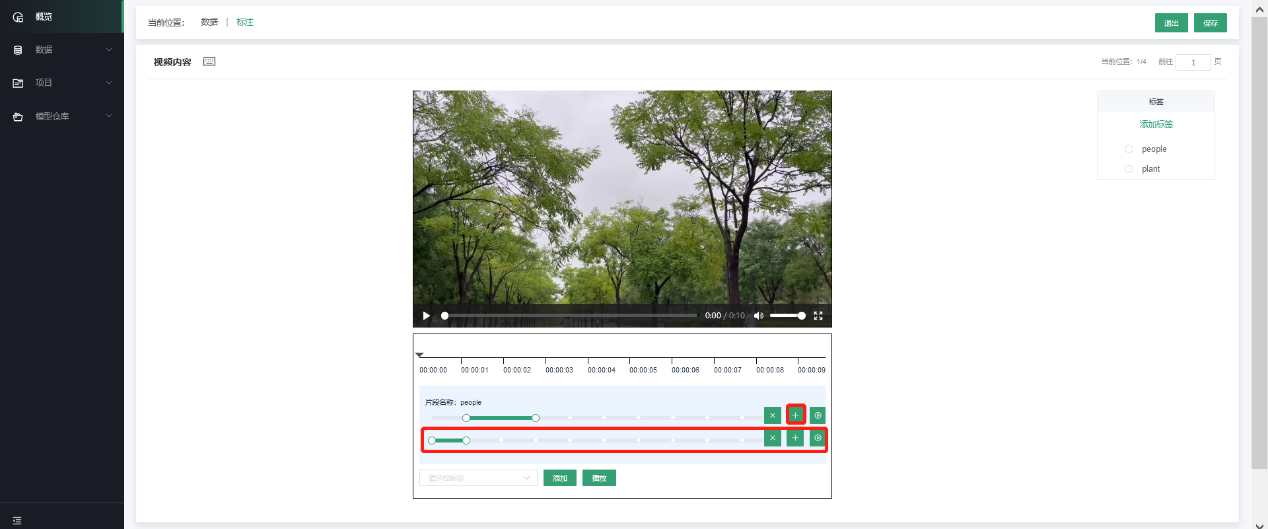 概览
数据
项目
模型仓库
当前位置： 数据 | 标注
退出 保存
视频内容
当前位置：1/4 前往 1 页
标签
添加标签
people
plant
0:00 / 0:10
00:00:00 00:00:01 00:00:02 00:00:03 00:00:04 00:00:05 00:00:06 00:00:07 00:00:08 00:00:09
片段名称：people
请选择标签 添加 播放